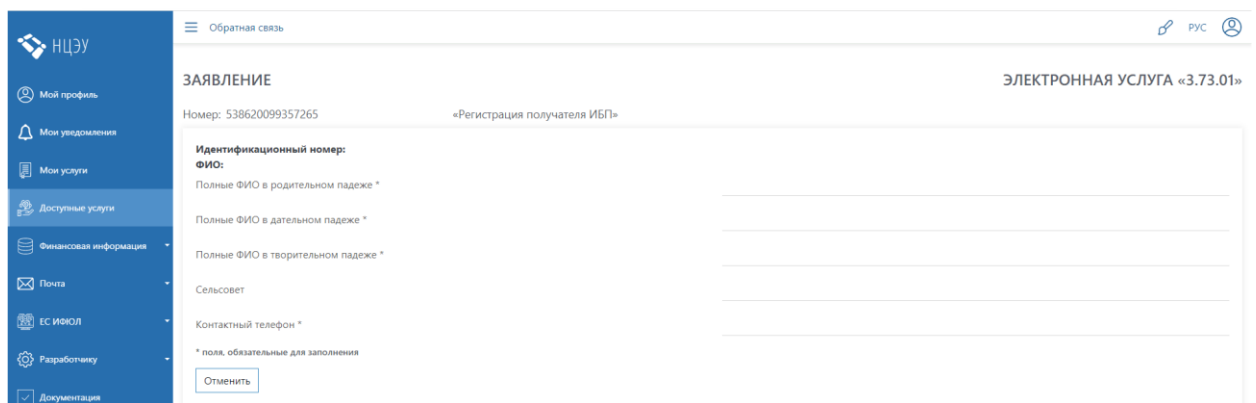 НЦЭУ
Мой профиль
Мои уведомления
Мои услуги
Доступные услуги
Финансовая информация
Почта
ЕС ИФЮЛ
Разработчику
Документация
Обратная связь
РУС
ЗАЯВЛЕНИЕ
ЭЛЕКТРОННАЯ УСЛУГА «3.73.01»
Номер: 538620099357265
«Регистрация получателя ИБП»
Идентификационный номер:
ФИО:
Полные ФИО в родительном падеже *
Полные ФИО в дательном падеже *
Полные ФИО в творительном падеже *
Сельсовет
Контактный телефон *
* поля, обязательные для заполнения
Отменить